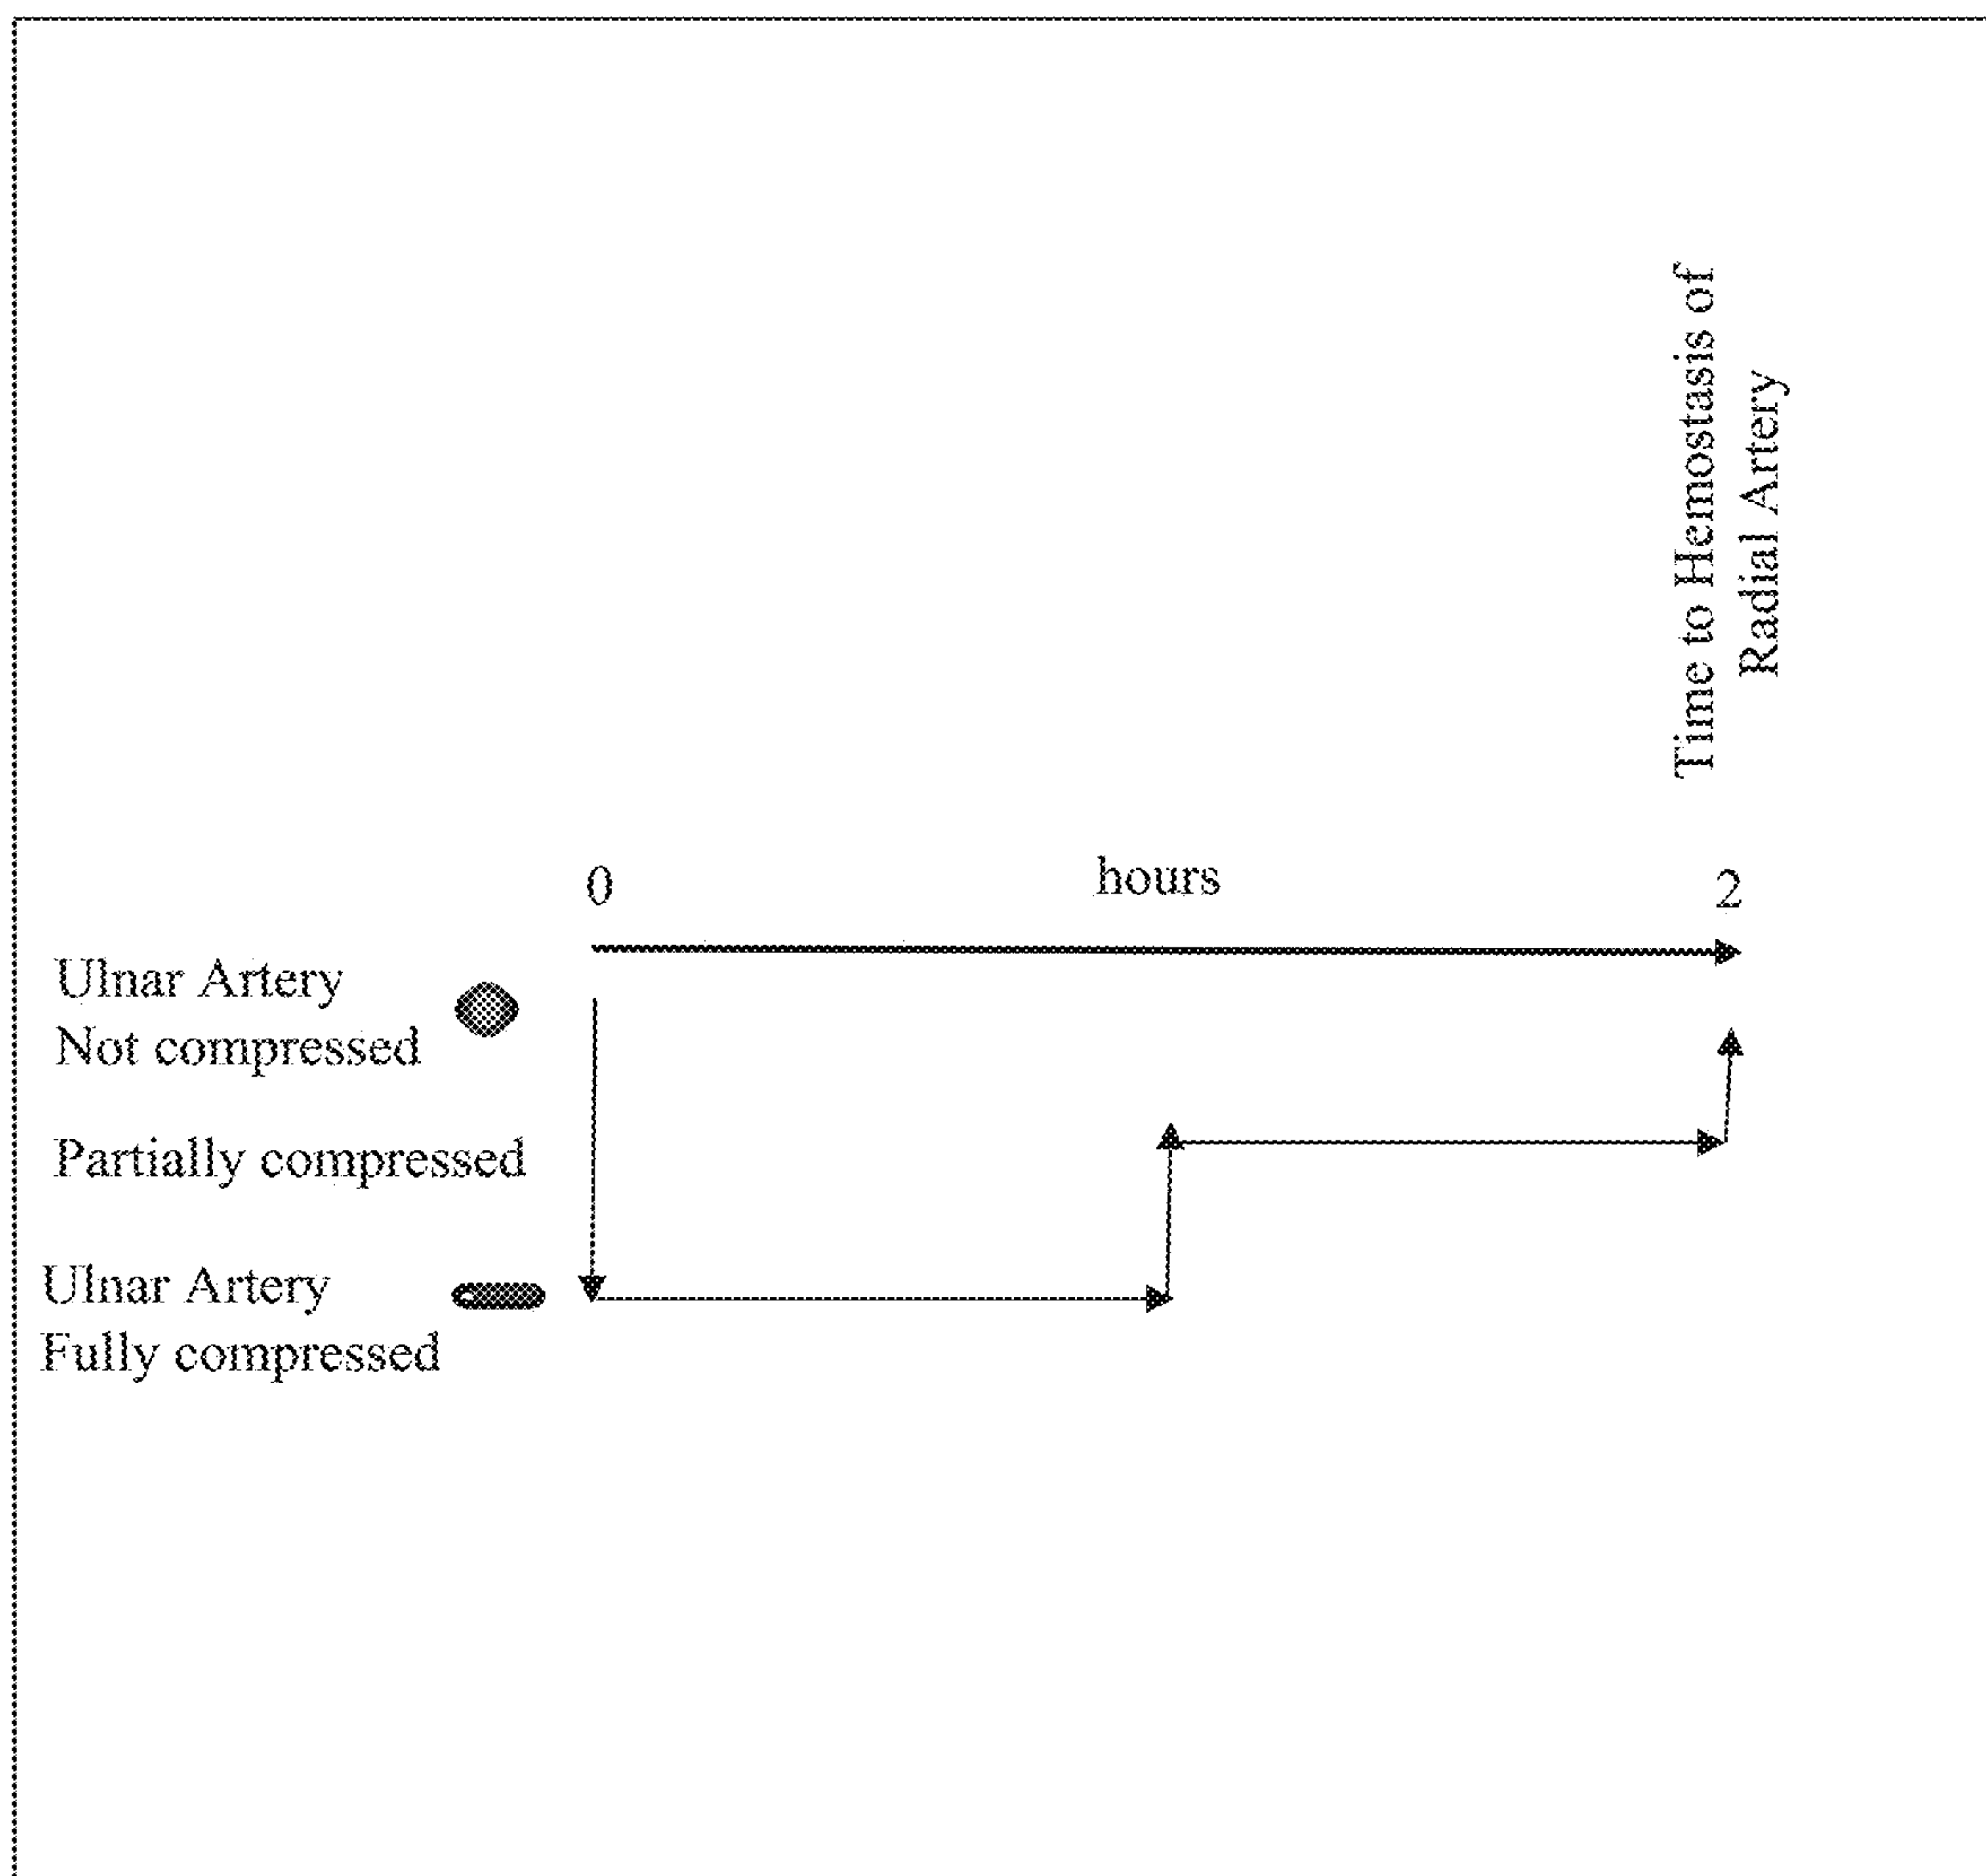 Time to Hemostasis of
Radial Artery
0 hours 2
Ulnar Artery
Not compressed
Partially compressed
Ulnar Artery
Fully compressed